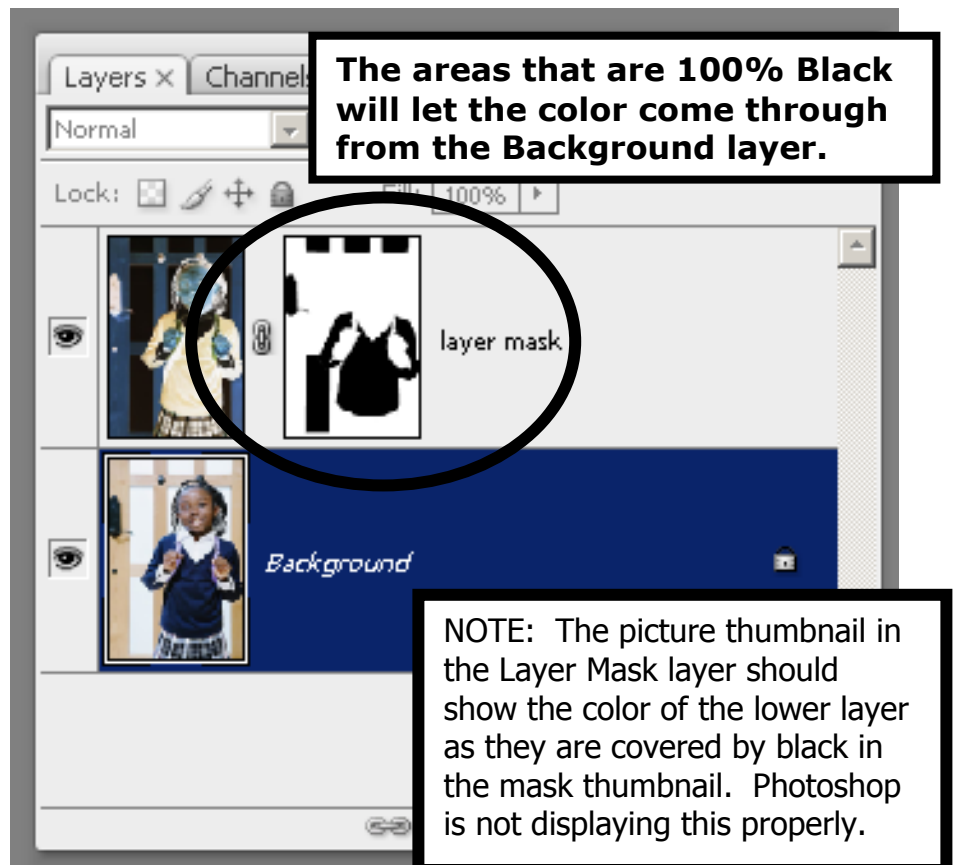 Layers × Channels
The areas that are 100% Black
will let the color come through
from the Background layer.
Normal
Lock: Fill: 100%
layer mask
Background
NOTE: The picture thumbnail in
the Layer Mask layer should
show the color of the lower layer
as they are covered by black in
the mask thumbnail. Photoshop
is not displaying this properly.